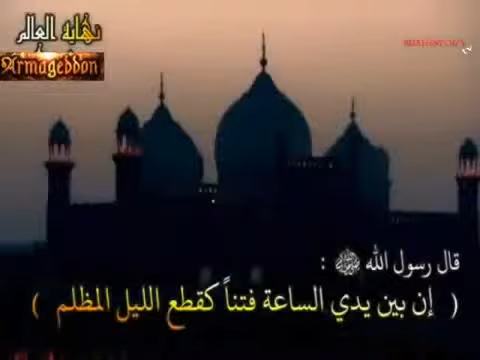 نهاية العالم
Armageddon
قال رسول الله ﷺ :
( إن بين يدي الساعة فتناً كقطع الليل المظلم )